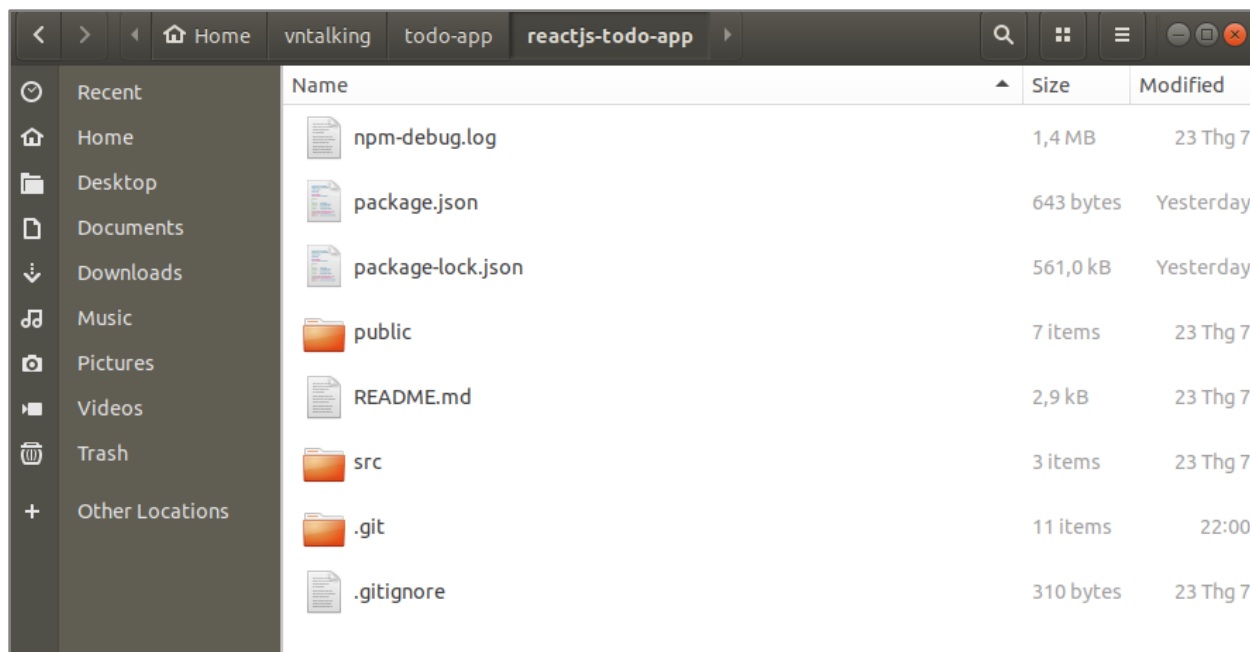 Home vntalking todo-app reactjs-todo-app
Recent
Home
Desktop
Documents
Downloads
Music
Pictures
Videos
Trash
Other Locations
Name Size Modified
npm-debug.log 1,4 MB 23 Thg 7
package.json 643 bytes Yesterday
package-lock.json 561,0 kB Yesterday
public 7 items 23 Thg 7
README.md 2,9 kB 23 Thg 7
src 3 items 23 Thg 7
.git 11 items 22:00
.gitignore 310 bytes 23 Thg 7